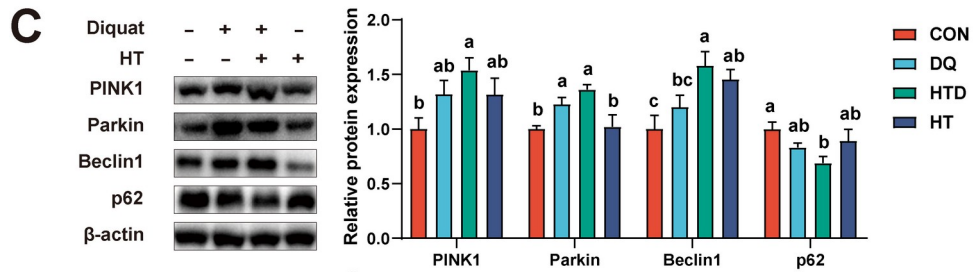 C
Diquat - + + -
HT - - + +
PINK1
Parkin
Beclin1
p62
β-actin
Relative protein expression
2.0
1.5
1.0
0.5
0.0
b ab a ab
b a a b
c bc a ab
a ab b ab
PINK1 Parkin Beclin1 p62
CON
DQ
HTD
HT